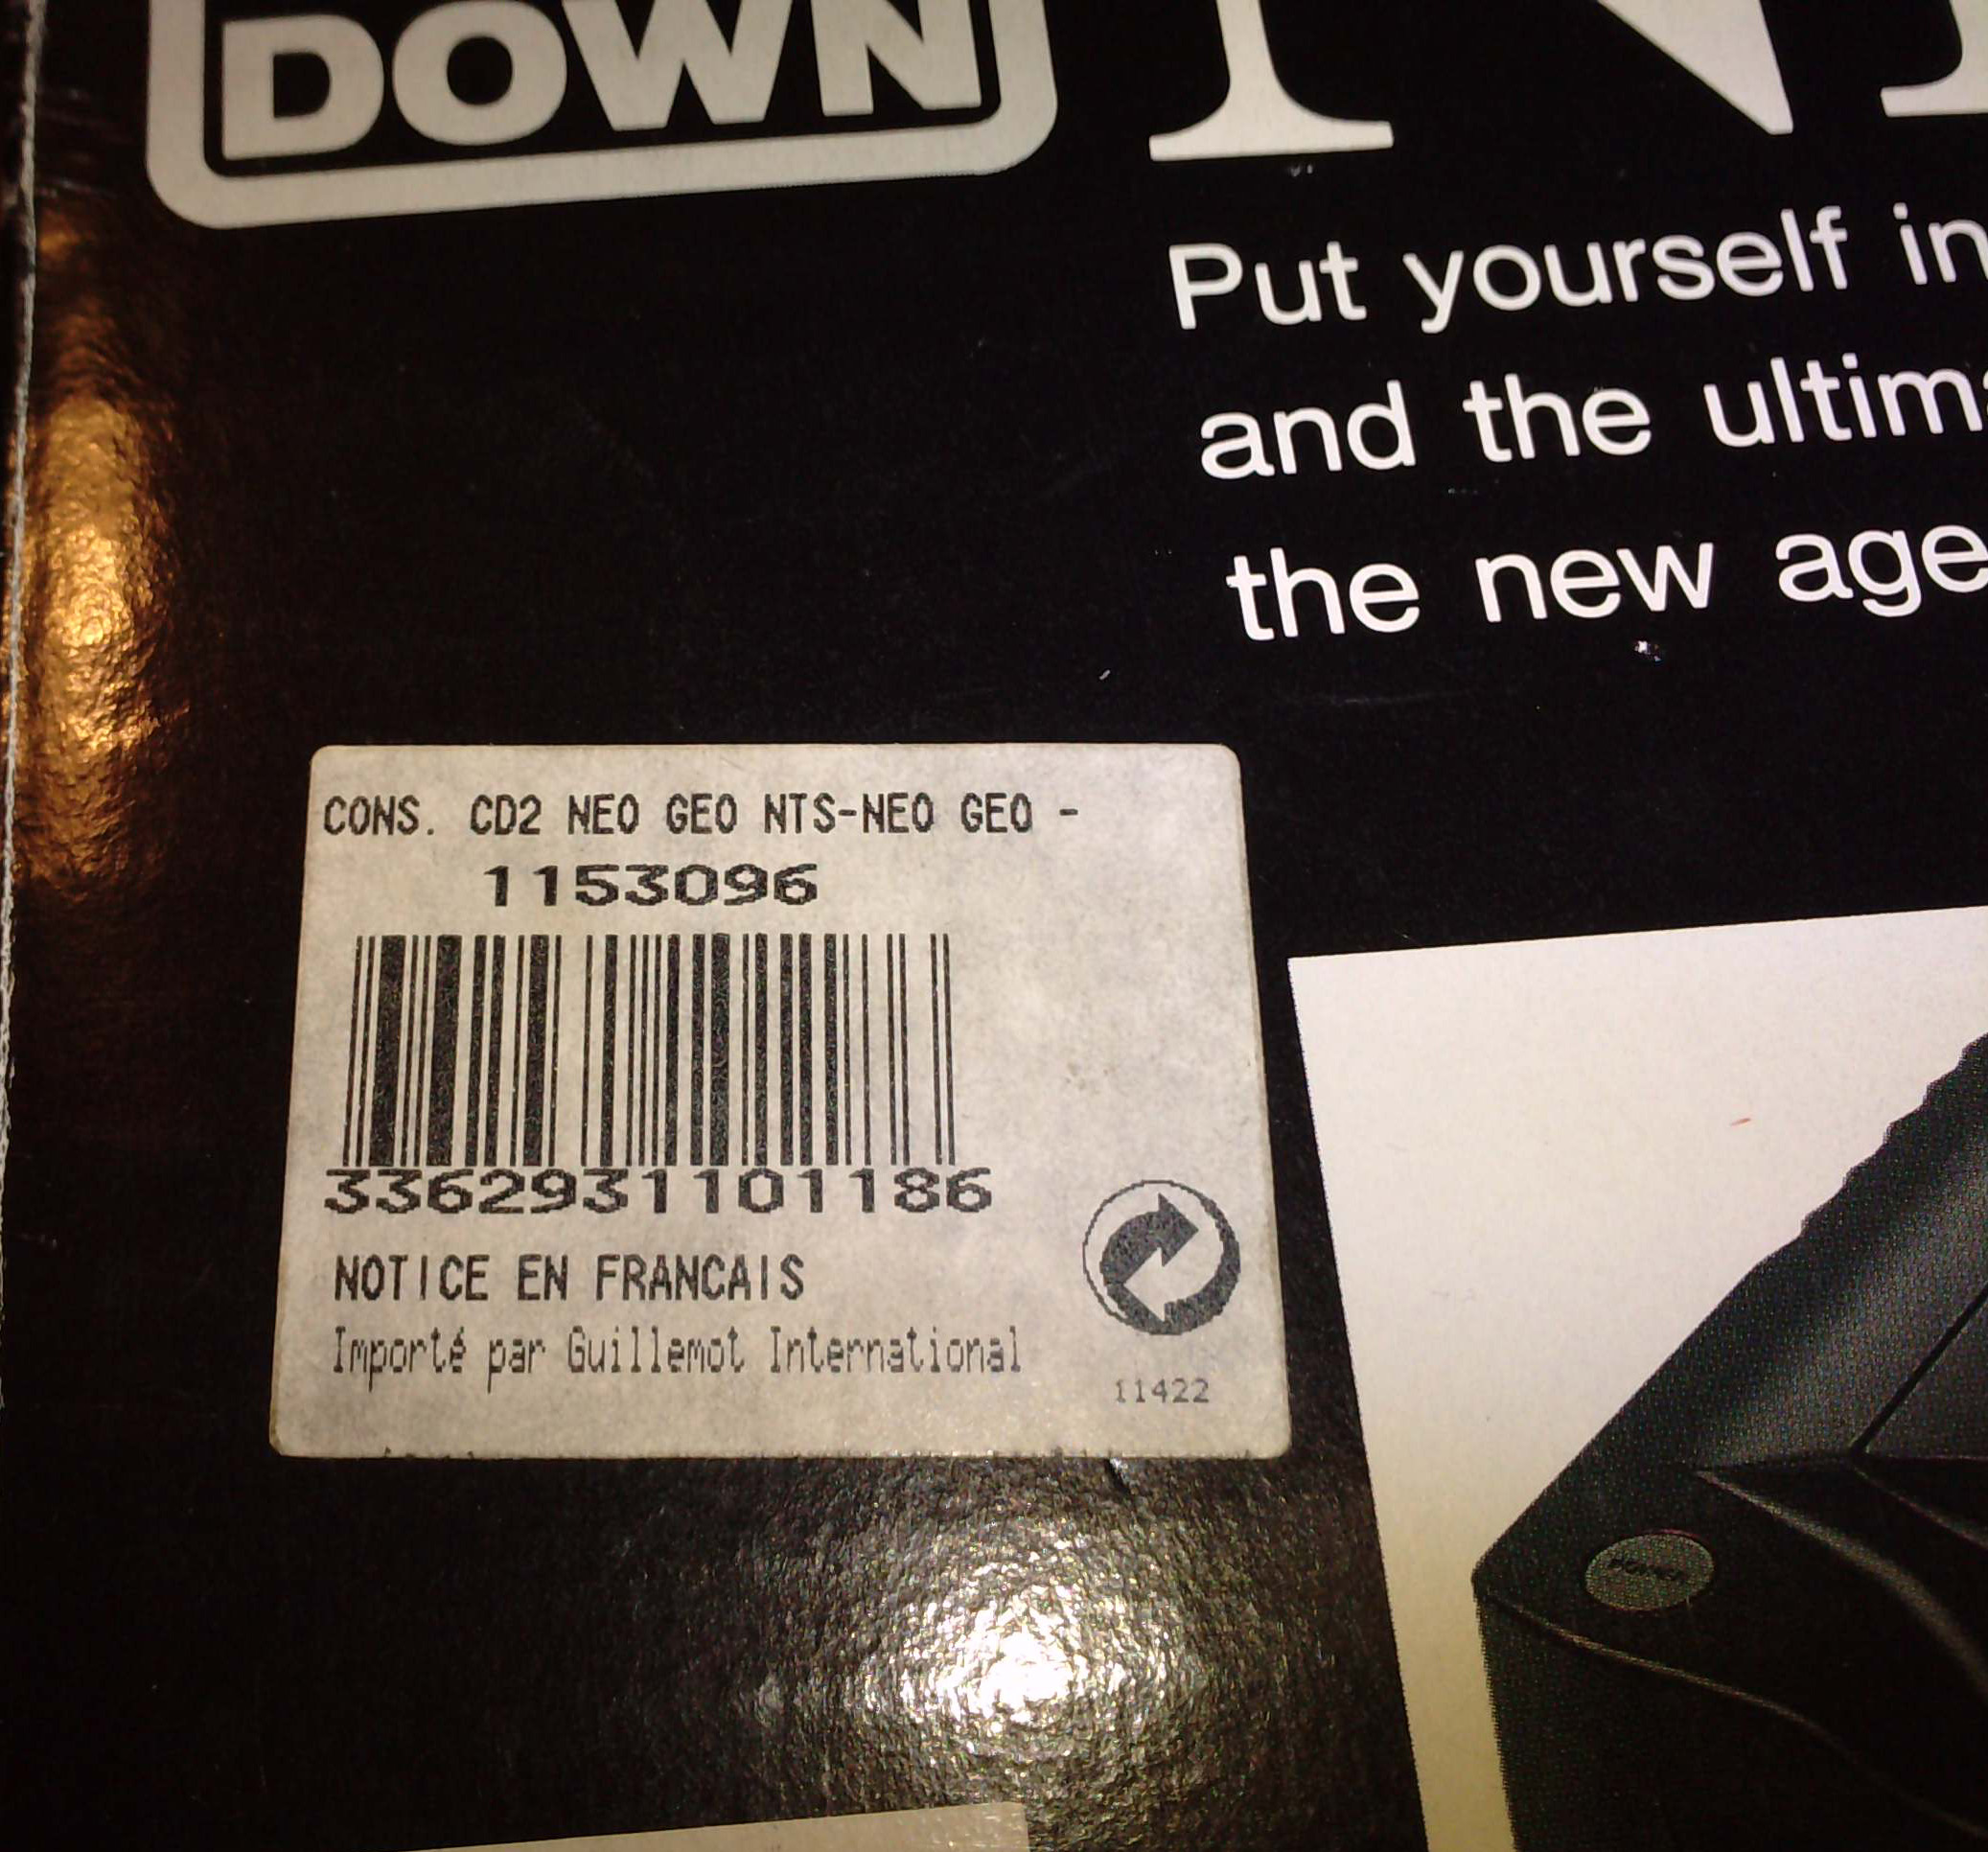 DOWN
Put yourself in
and the
the new age
CONS. CD2 NEO GEO NTS-NEO GEO -
1153096
3362931101186
NOTICE EN FRANCAIS
Importé par Guillemot International
11422